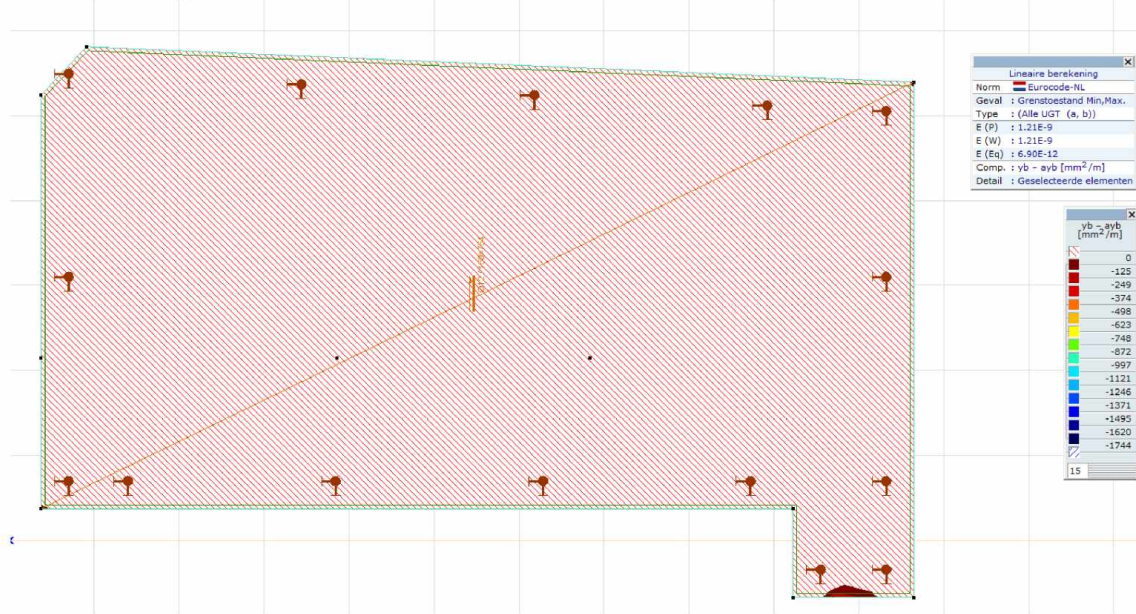 Lineaire berekening
Norm Eurocode-NL
Geval : Grenstoestand Min,Max.
Type : (Alle UGT (a, b))
E (P) : 1.21E-9
E (W) : 1.21E-9
E (Eq) : 6.90E-12
Comp. : yb - ayb [mm²/m]
Detail : Geselecteerde elementen
yb - ayb
[mm²/m]
0
-125
-249
-374
-498
-623
-748
-872
-997
-1121
-1246
-1371
-1495
-1620
-1744
15
x